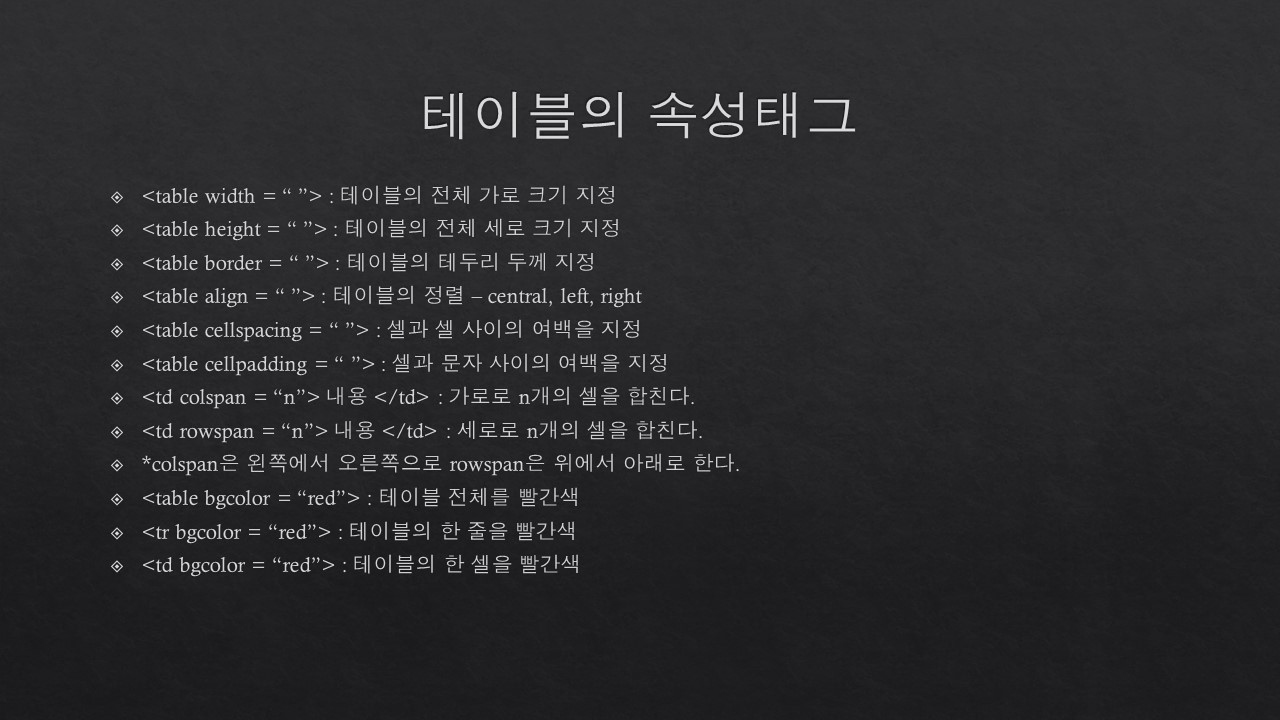 테이블의 속성태그
<table width = “ ”> : 테이블의 전체 가로 크기 지정
<table height = “ ”> : 테이블의 전체 세로 크기 지정
<table border = “ ”> : 테이블의 테두리 두께 지정
<table align = “ ”> : 테이블의 정렬 – central, left, right
<table cellspacing = “ ”> : 셀과 셀 사이의 여백을 지정
<table cellpadding = “ ”> : 셀과 문자 사이의 여백을 지정
<td colspan = “n”> 내용 </td> : 가로로 n개의 셀을 합친다.
<td rowspan = “n”> 내용 </td> : 세로로 n개의 셀을 합친다.
*colspan은 왼쪽에서 오른쪽으로 rowspan은 위에서 아래로 한다.
<table bgcolor = “red”> : 테이블 전체를 빨간색
<tr bgcolor = “red”> : 테이블의 한 줄을 빨간색
<td bgcolor = “red”> : 테이블의 한 셀을 빨간색